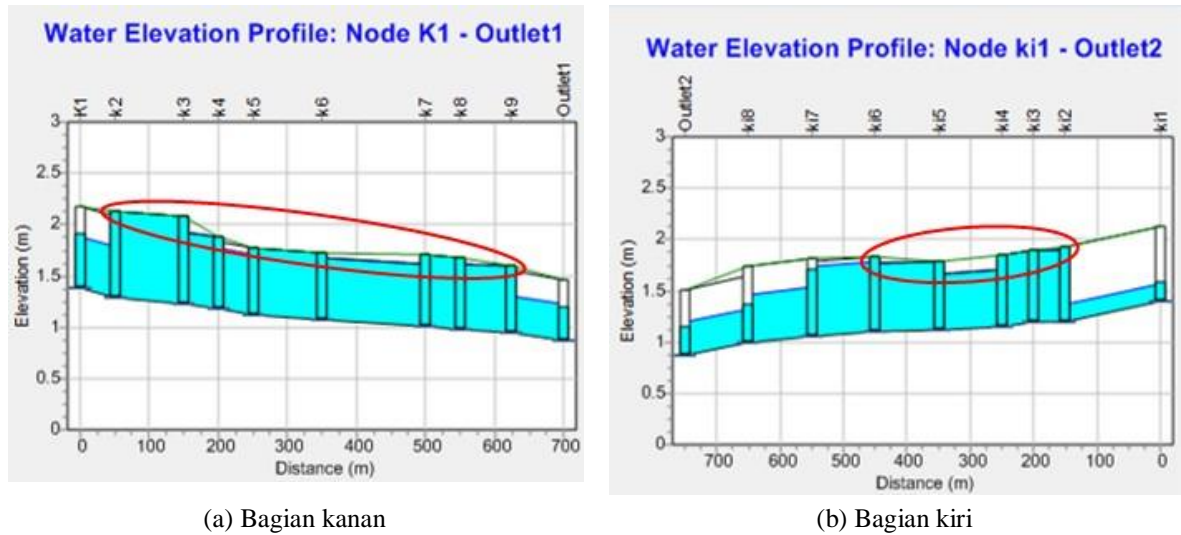 Water Elevation Profile: Node K1 - Outlet1
K1 k2 k3 k4 k5 k6 k7 k8 k9 Outlet1
Elevation (m)
3
2.5
2
1.5
1
0.5
0
0 100 200 300 400 500 600 700
Distance (m)
(a) Bagian kanan
Water Elevation Profile: Node ki1 - Outlet2
Outlet2 ki8 ki7 ki6 ki5 ki4 ki3 ki2 ki1
Elevation (m)
3
2.5
2
1.5
1
0.5
0
700 600 500 400 300 200 100 0
Distance (m)
(b) Bagian kiri